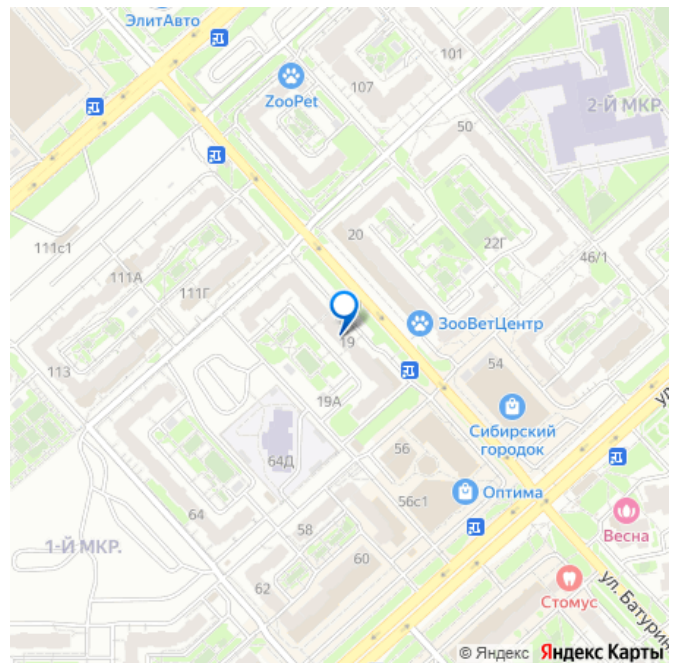 ЭлитАвто
101
107
ZooPet
2-Й МКР.
50
20
22Г
111с1
46/1
111А
111Г
ЗооВетЦентр
19
54
113
19А
Сибирский
городок
56
64Д
Оптима
56с1
64
58
Весна
1-Й МКР.
60
62
Стомус
ул. Батурин
© Яндекс Яндекс Карты